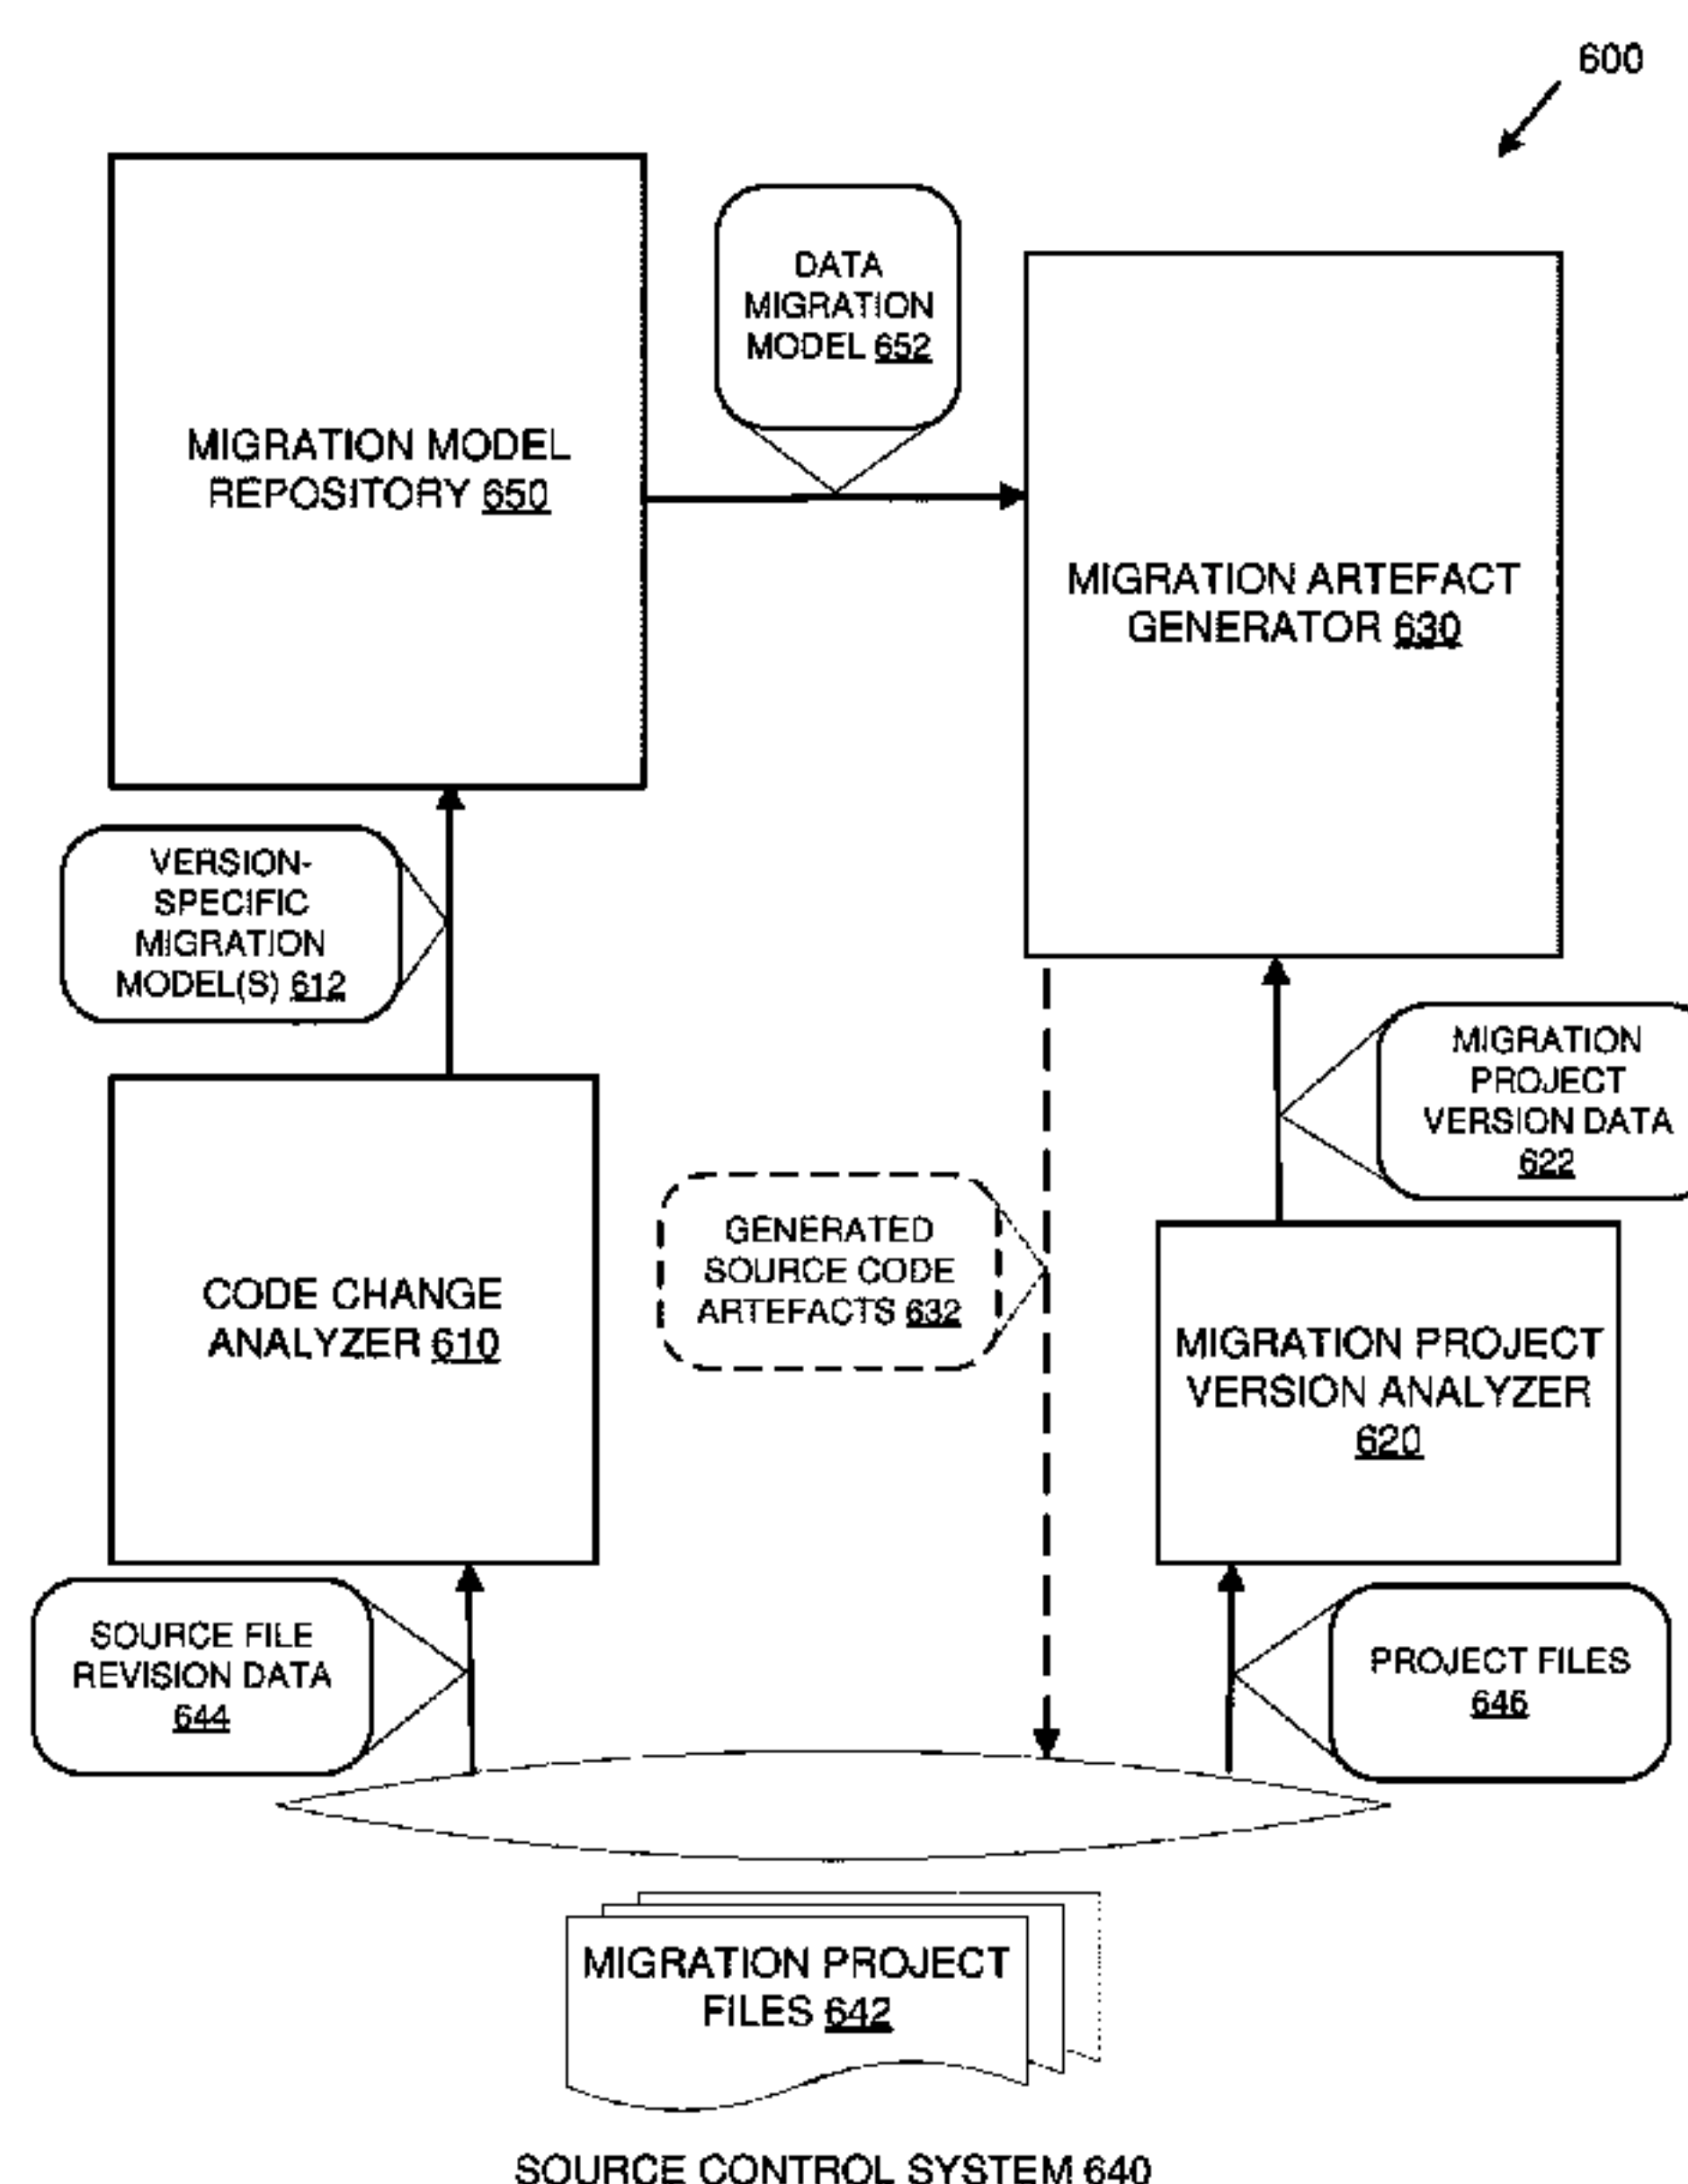 600
DATA
MIGRATION
MODEL 652
MIGRATION MODEL
REPOSITORY 650
MIGRATION ARTEFACT
GENERATOR 630
VERSION-
SPECIFIC
MIGRATION
MODEL(S) 612
MIGRATION
PROJECT
VERSION DATA
622
GENERATED
SOURCE CODE
ARTEFACTS 632
CODE CHANGE
ANALYZER 610
MIGRATION PROJECT
VERSION ANALYZER
620
SOURCE FILE
REVISION DATA
644
PROJECT FILES
646
MIGRATION PROJECT
FILES 642
SOURCE CONTROL SYSTEM 640